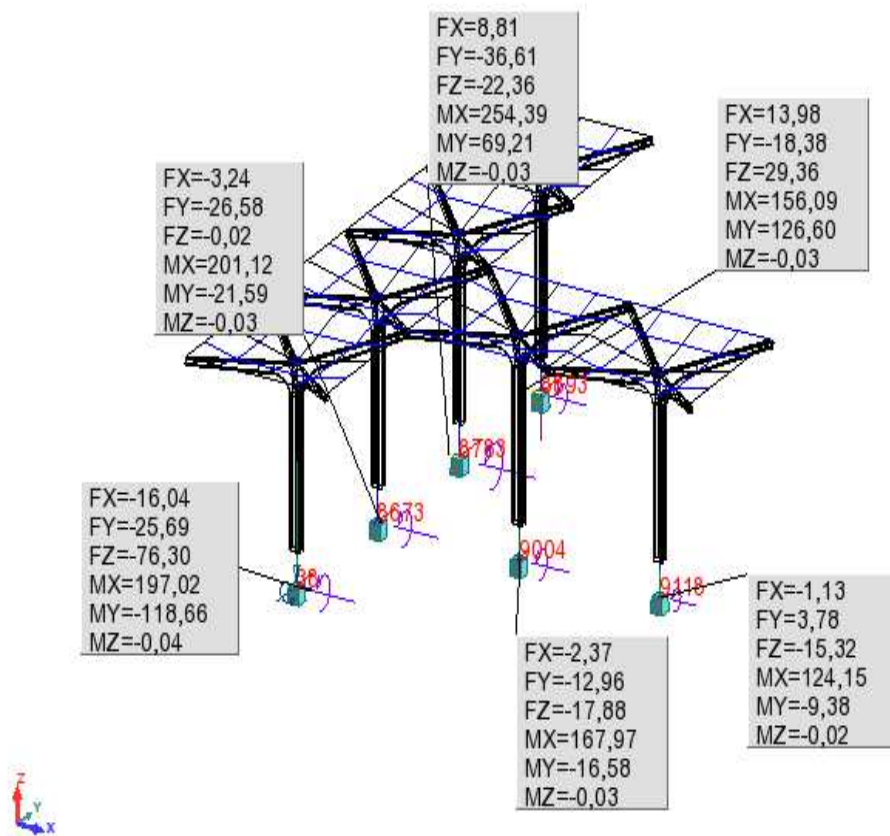 FX=8,81
FY=-36,61
FZ=-22,36
MX=254,39
MY=69,21
MZ=-0,03
FX=13,98
FY=-18,38
FZ=29,36
MX=156,09
MY=126,60
MZ=-0,03
FX=-3,24
FY=-26,58
FZ=-0,02
MX=201,12
MY=-21,59
MZ=-0,03
8783
8673
9004
9118
FX=-16,04
FY=-25,69
FZ=-76,30
MX=197,02
MY=-118,66
MZ=-0,04
FX=-1,13
FY=3,78
FZ=-15,32
MX=124,15
MY=-9,38
MZ=-0,02
FX=-2,37
FY=-12,96
FZ=-17,88
MX=167,97
MY=-16,58
MZ=-0,03
Z
Y
X